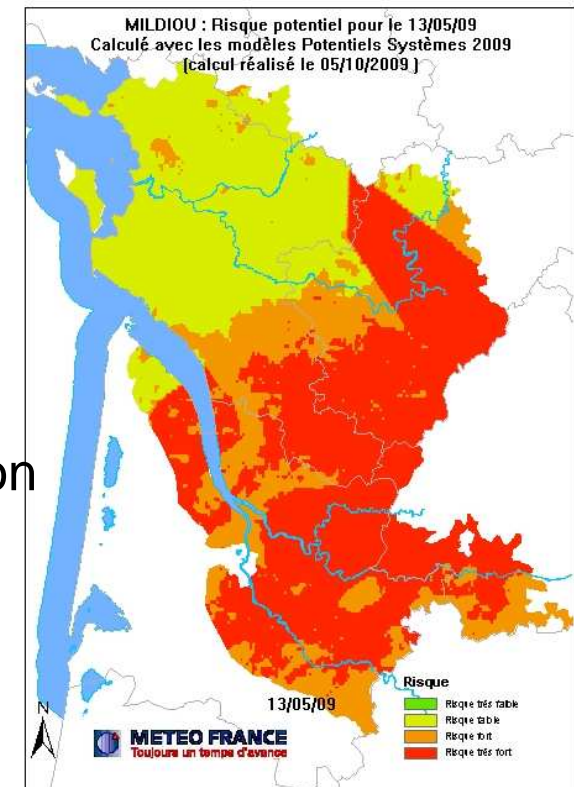 MILDIOU : Risque potentiel pour le 13/05/09
Calculé avec les modèles Potentiels Systèmes 2009
(calcul réalisé le 05/10/2009 )
on
13/05/09
N
METEO FRANCE
Toujours un temps d'avance
Risque
Risque très faible
Risque faible
Risque fort
Risque très fort